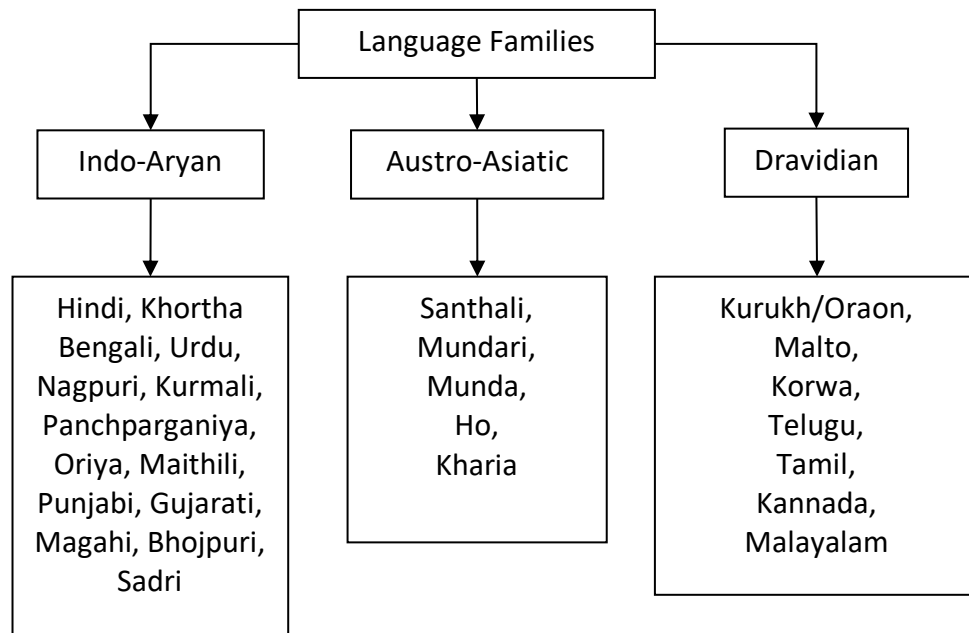 Language Families
Indo-Aryan
Austro-Asiatic
Dravidian
Hindi, Khortha
Bengali, Urdu,
Nagpuri, Kurmali,
Panchparganiya,
Oriya, Maithili,
Punjabi, Gujarati,
Magahi, Bhojpuri,
Sadri
Santhali,
Mundari,
Munda,
Ho,
Kharia
Kurukh/Oraon,
Malto,
Korwa,
Telugu,
Tamil,
Kannada,
Malayalam